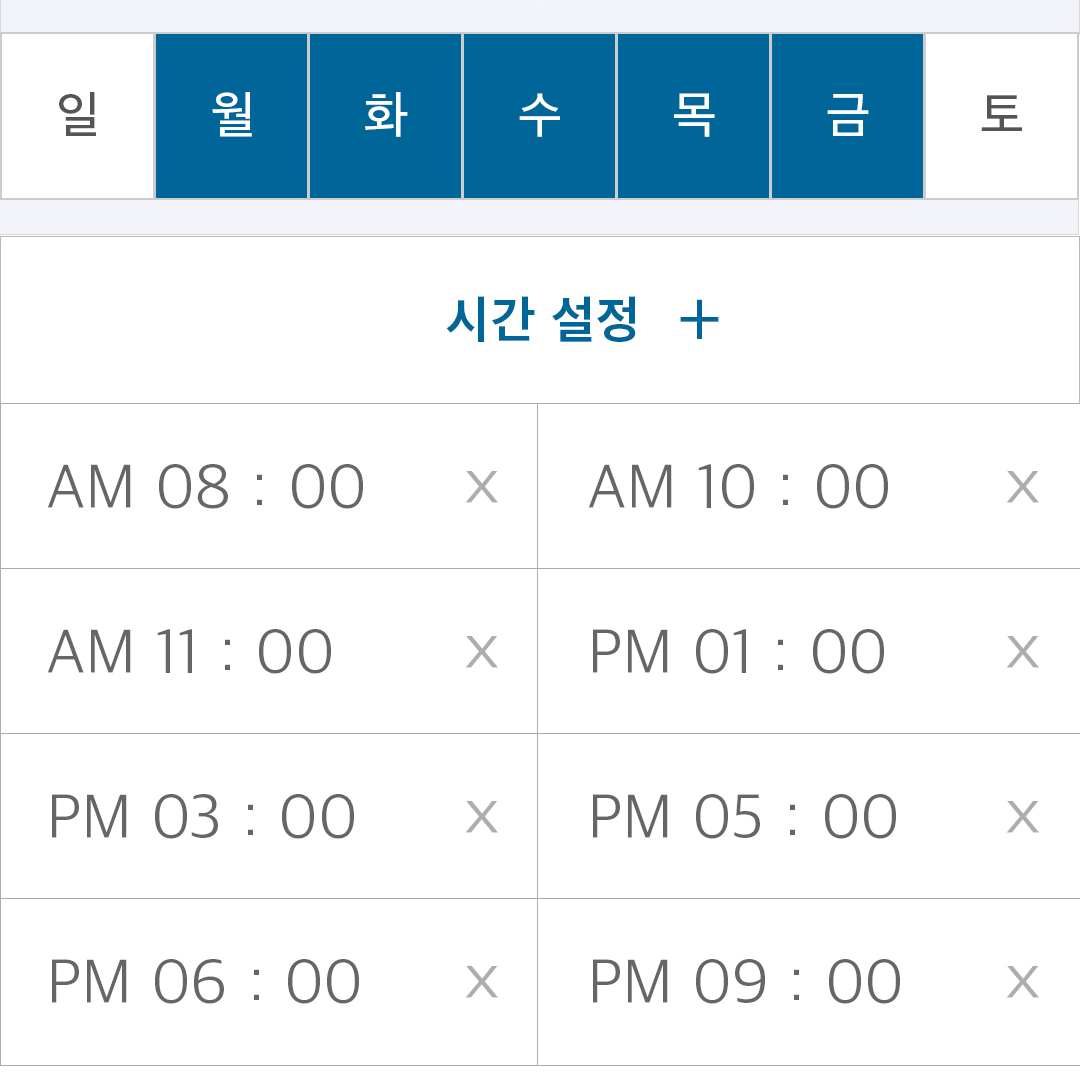 일 월 화 수 목 금 토
시간 설정 +
AM 08 : 00 X AM 10 : 00 X
AM 11 : 00 X PM 01 : 00 X
PM 03 : 00 X PM 05 : 00 X
PM 06 : 00 X PM 09 : 00 X